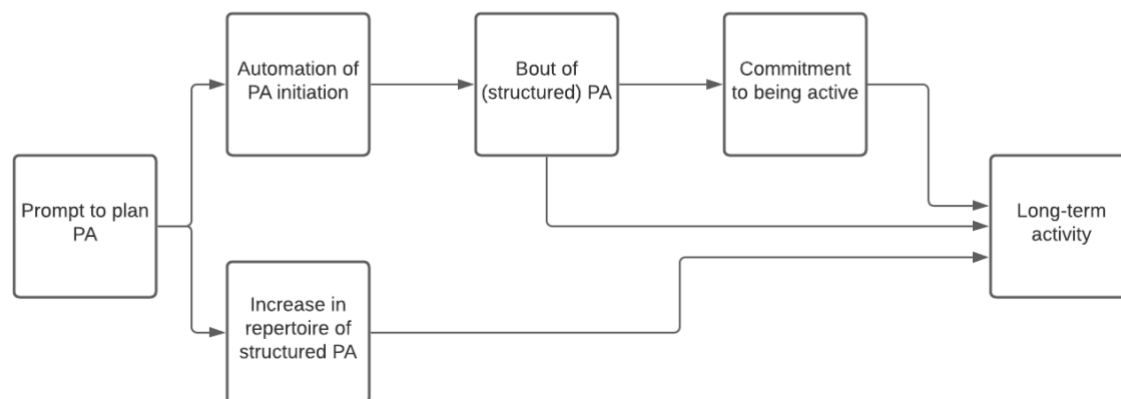 Automation of
PA initiation
Bout of
(structured) PA
Commitment
to being active
Prompt to plan
PA
Long-term
activity
Increase in
repertoire of
structured PA